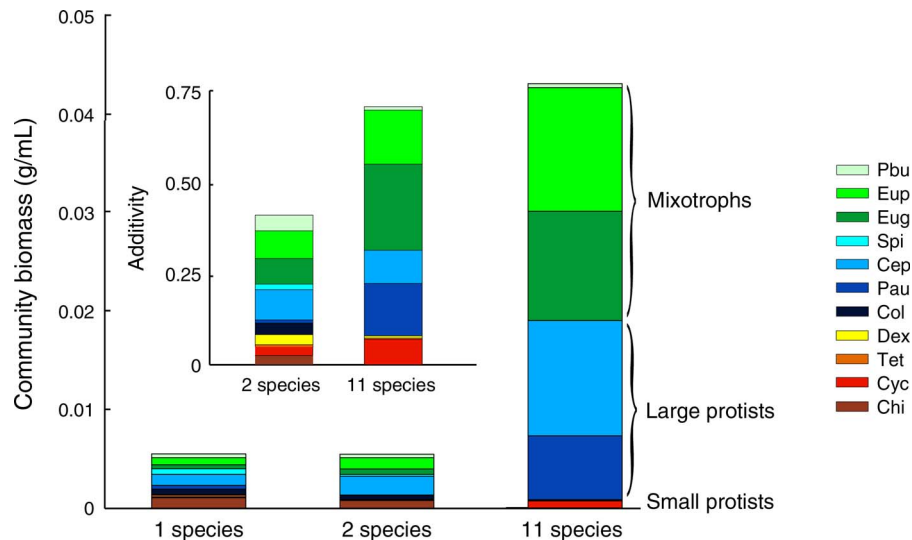 Community biomass (g/mL)
0.05
0.04
0.03
0.02
0.01
0
1 species
2 species
11 species
Additivity
0.75
0.50
0.25
0
2 species
11 species
Mixotrophs
Large protists
Small protists
Pbu
Eup
Eug
Spi
Cep
Pau
Col
Dex
Tet
Cyc
Chi